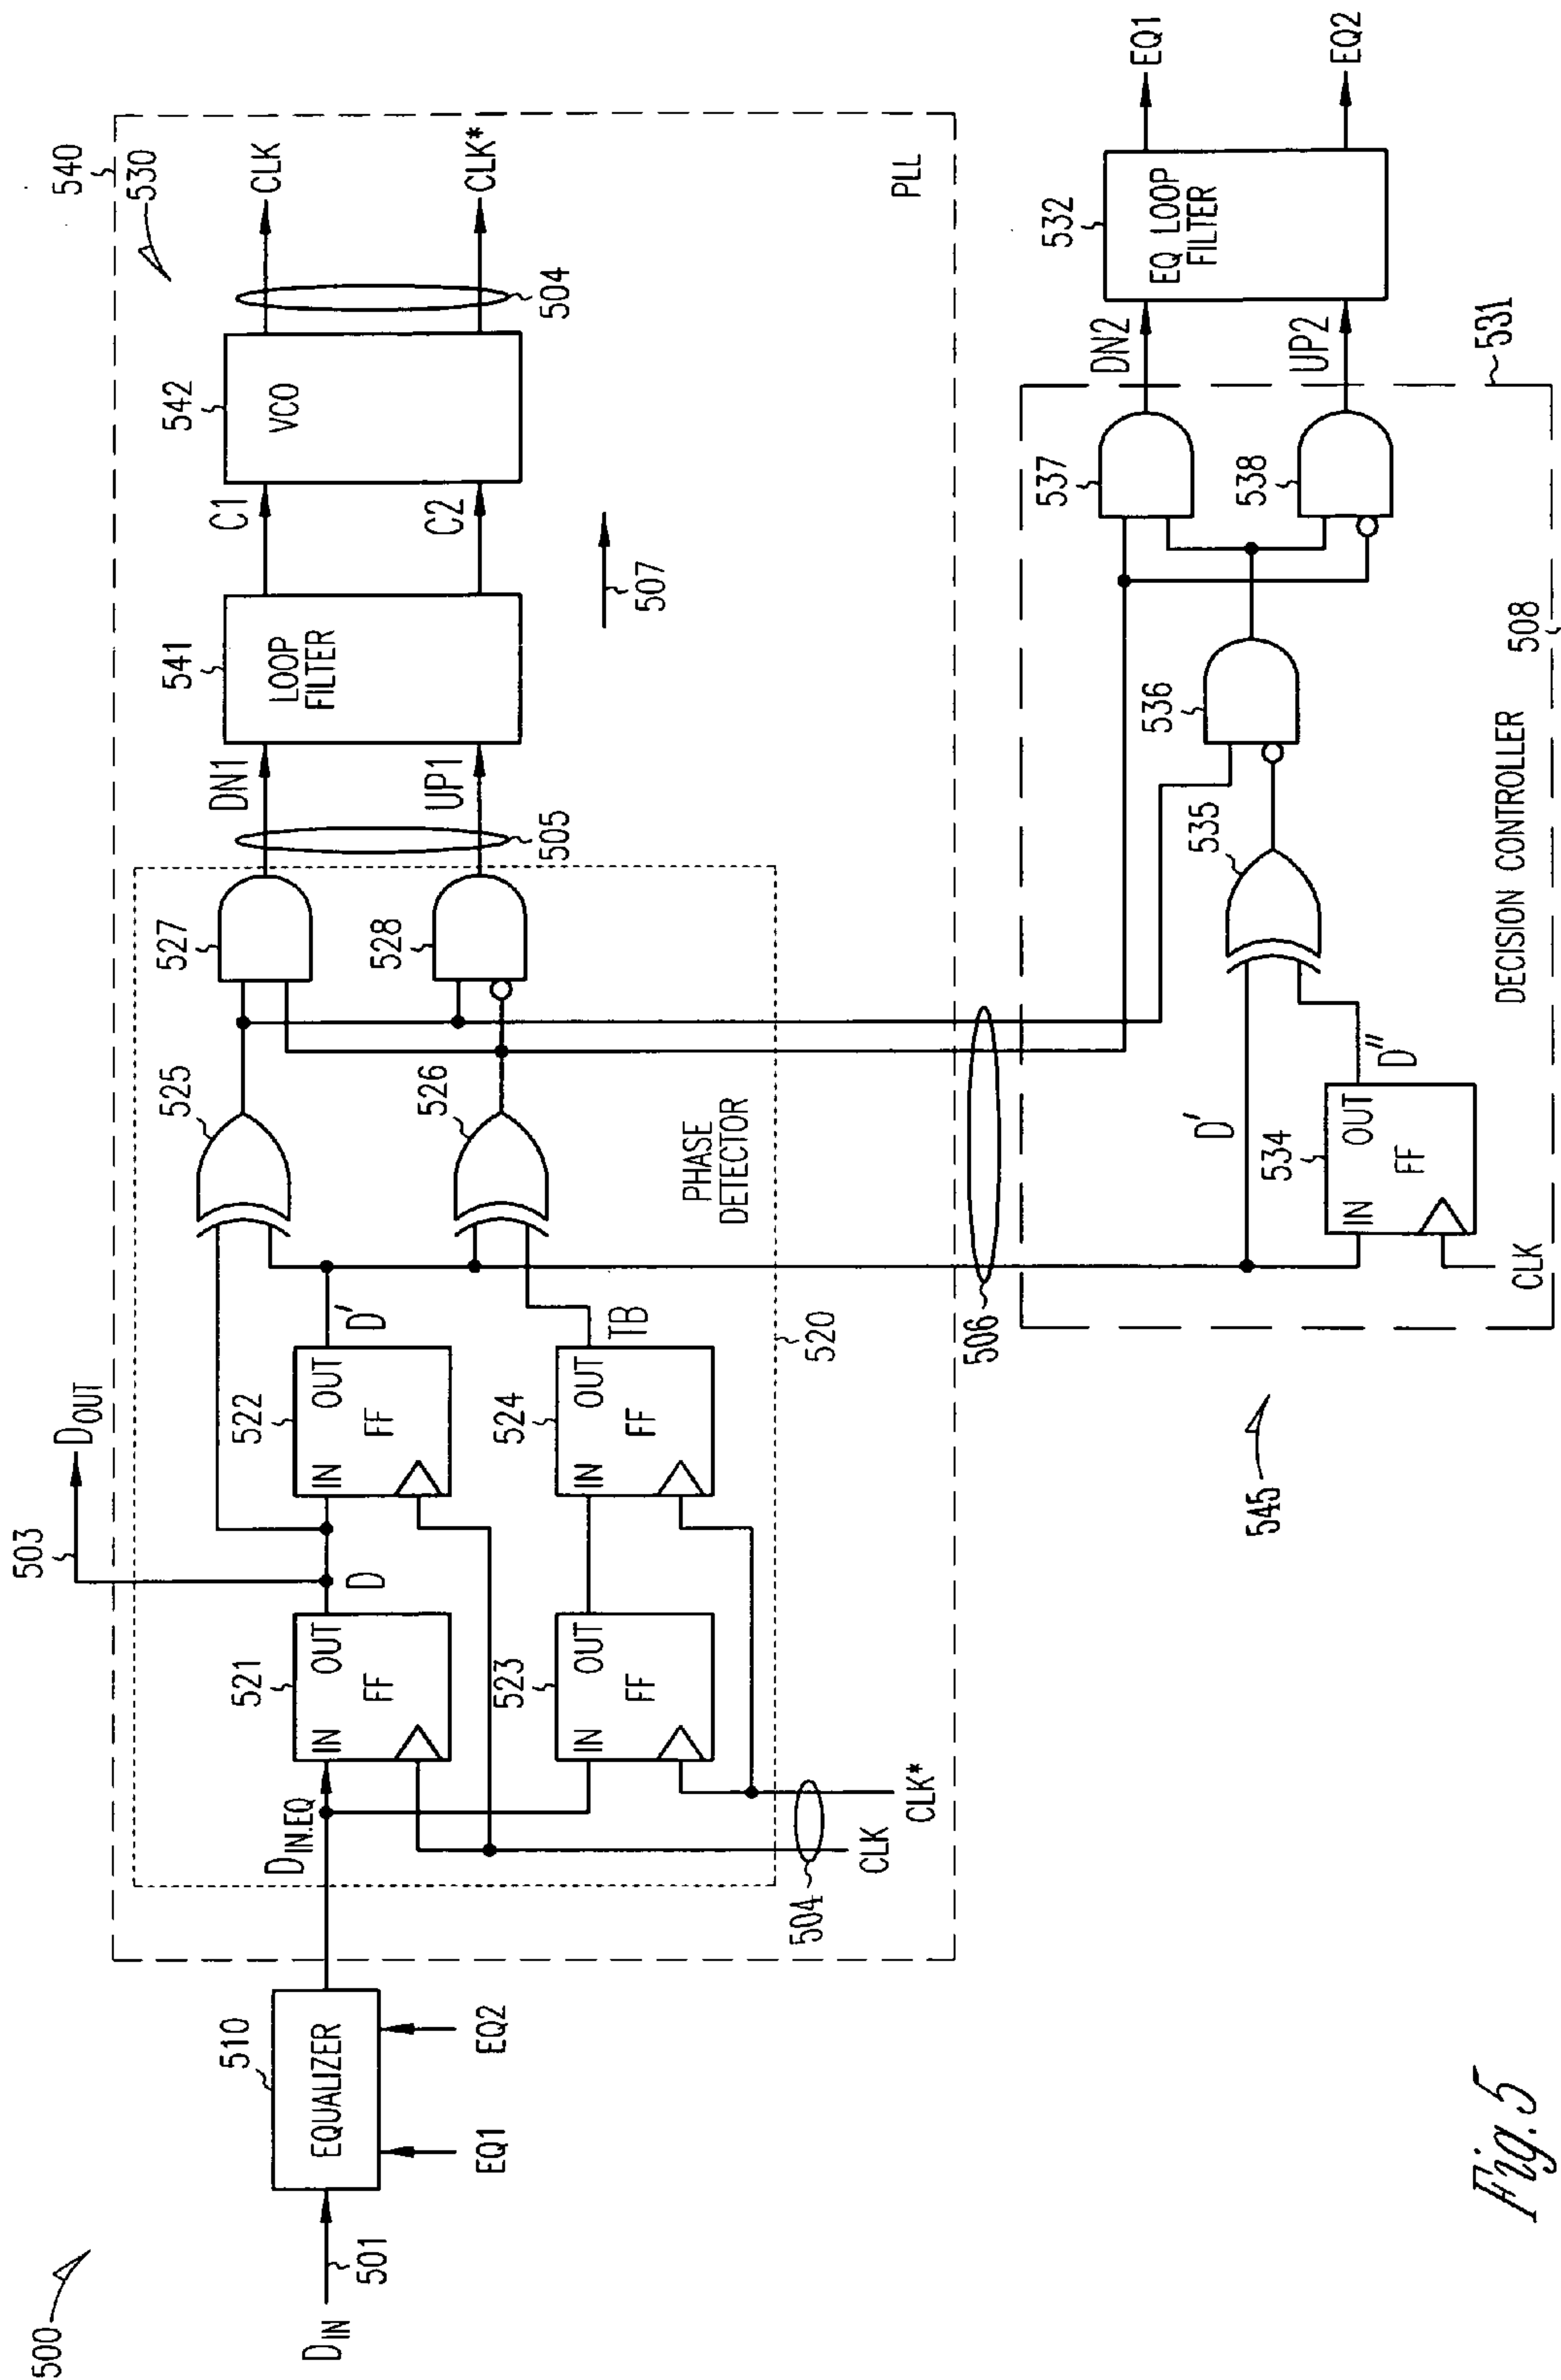 500
D_IN
501
EQUALIZER
510
EQ1
EQ2
D_IN.EQ
503
D_OUT
521
IN
OUT
FF
D
522
IN
OUT
FF
D'
523
IN
OUT
FF
524
IN
OUT
FF
TB
504
CLK
CLK*
520
525
526
PHASE
DETECTOR
527
528
505
DN1
UP1
541
LOOP
FILTER
507
C1
C2
542
VCO
504
CLK
CLK*
540
530
PLL
506
545
D'
534
IN
OUT
FF
CLK
D"
535
536
DECISION CONTROLLER
508
537
538
531
DN2
UP2
532
EQ LOOP
FILTER
EQ1
EQ2
Fig. 5